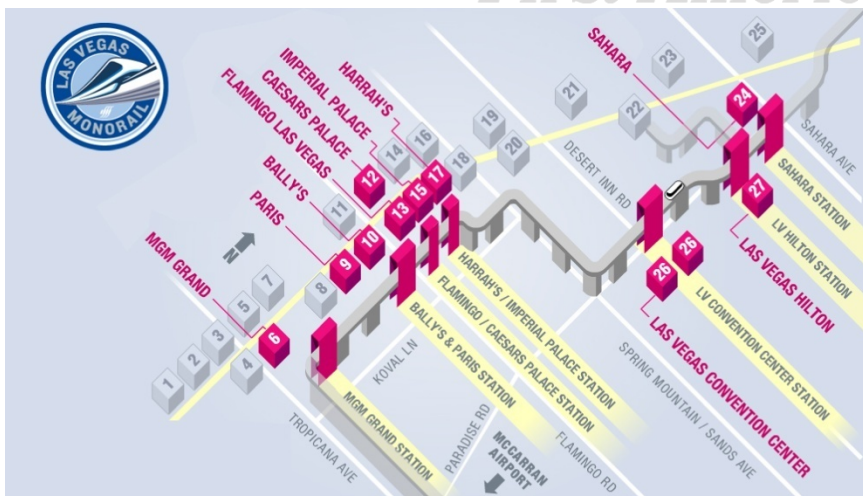 LAS VEGAS
MONORAIL
HARRAH'S
IMPERIAL PALACE
CAESARS PALACE
FLAMINGO LAS VEGAS
BALLY'S
PARIS
MGM GRAND
SAHARA
N
1
2
3
4
5
6
7
8
9
10
11
12
13
14
15
16
17
18
19
20
21
22
23
24
25
26
26
27
DESERT INN RD
SAHARA AVE
SAHARA STATION
LV HILTON STATION
LAS VEGAS HILTON
LV CONVENTION CENTER STATION
LAS VEGAS CONVENTION CENTER
SPRING MOUNTAIN / SANDS AVE
HARRAH'S / IMPERIAL PALACE STATION
FLAMINGO / CAESARS PALACE STATION
BALLY'S & PARIS STATION
FLAMINGO RD
KOVAL LN
PARADISE RD
MCCARRAN
AIRPORT
MGM GRAND STATION
TROPICANA AVE